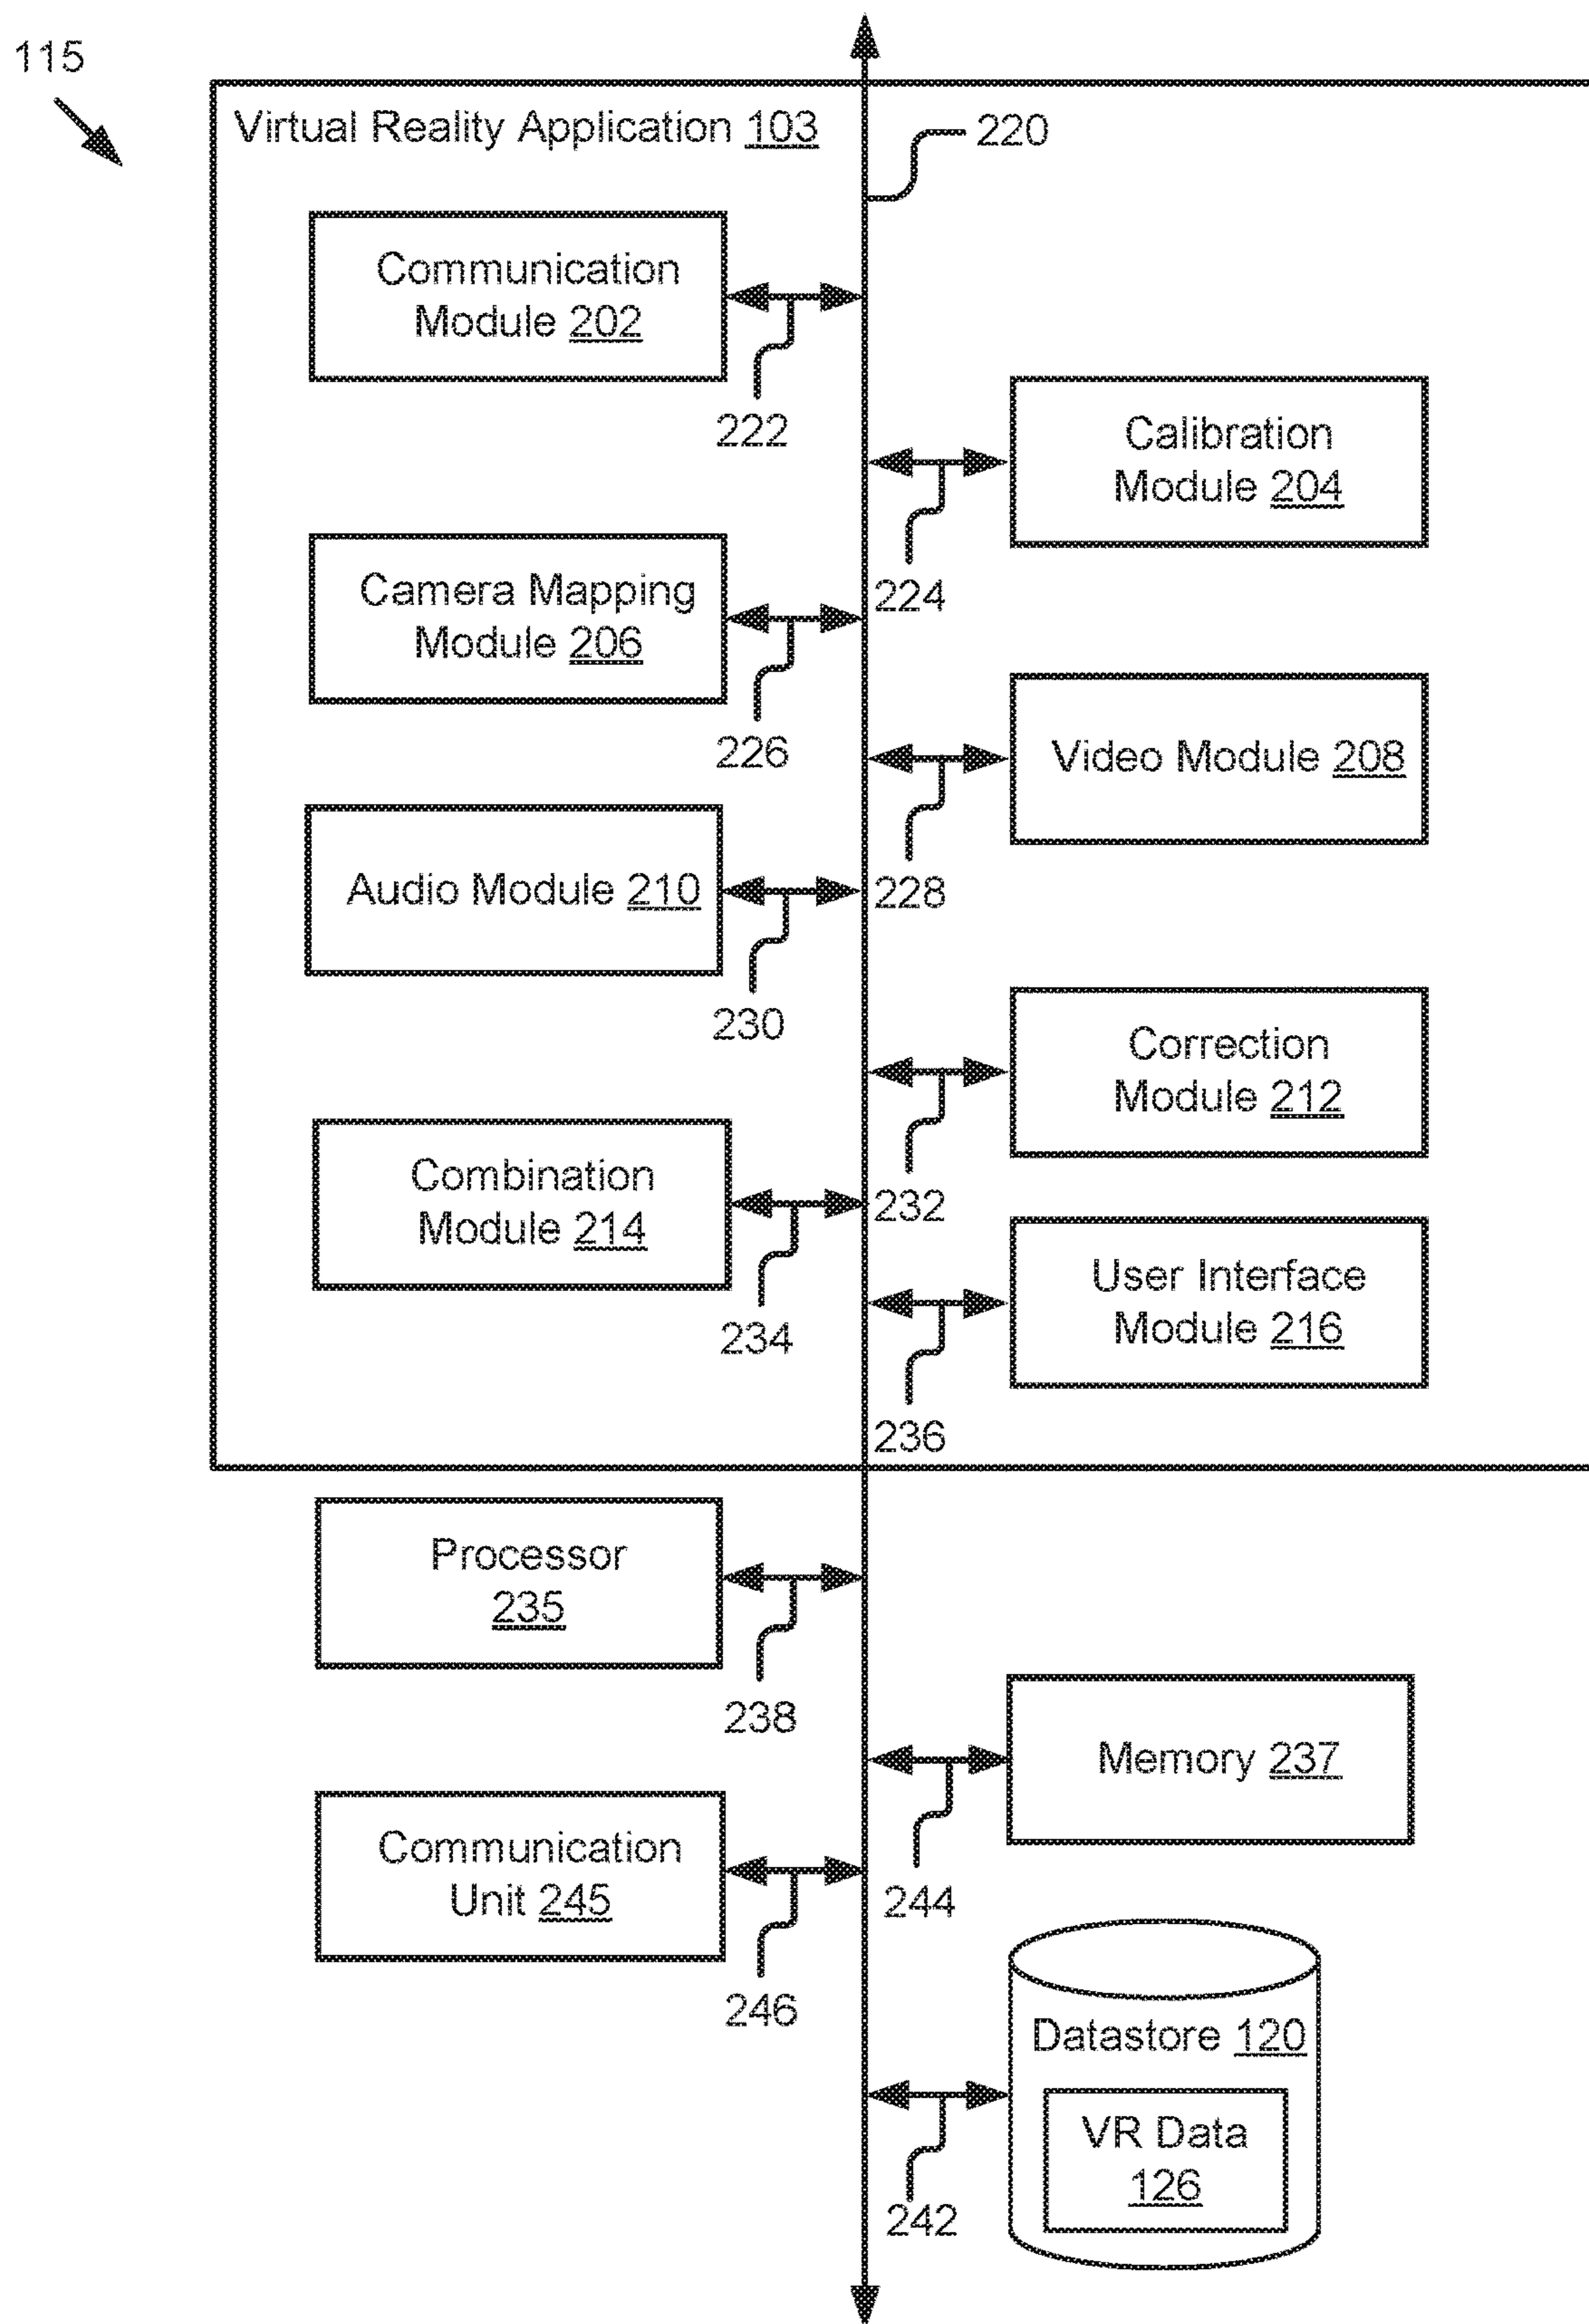 115
Virtual Reality Application 103
220
Communication
Module 202
222
Calibration
Module 204
224
Camera Mapping
Module 206
226
Video Module 208
228
Audio Module 210
230
Correction
Module 212
232
Combination
Module 214
234
User Interface
Module 216
236
Processor
235
238
Memory 237
244
Communication
Unit 245
246
Datastore 120
VR Data
126
242